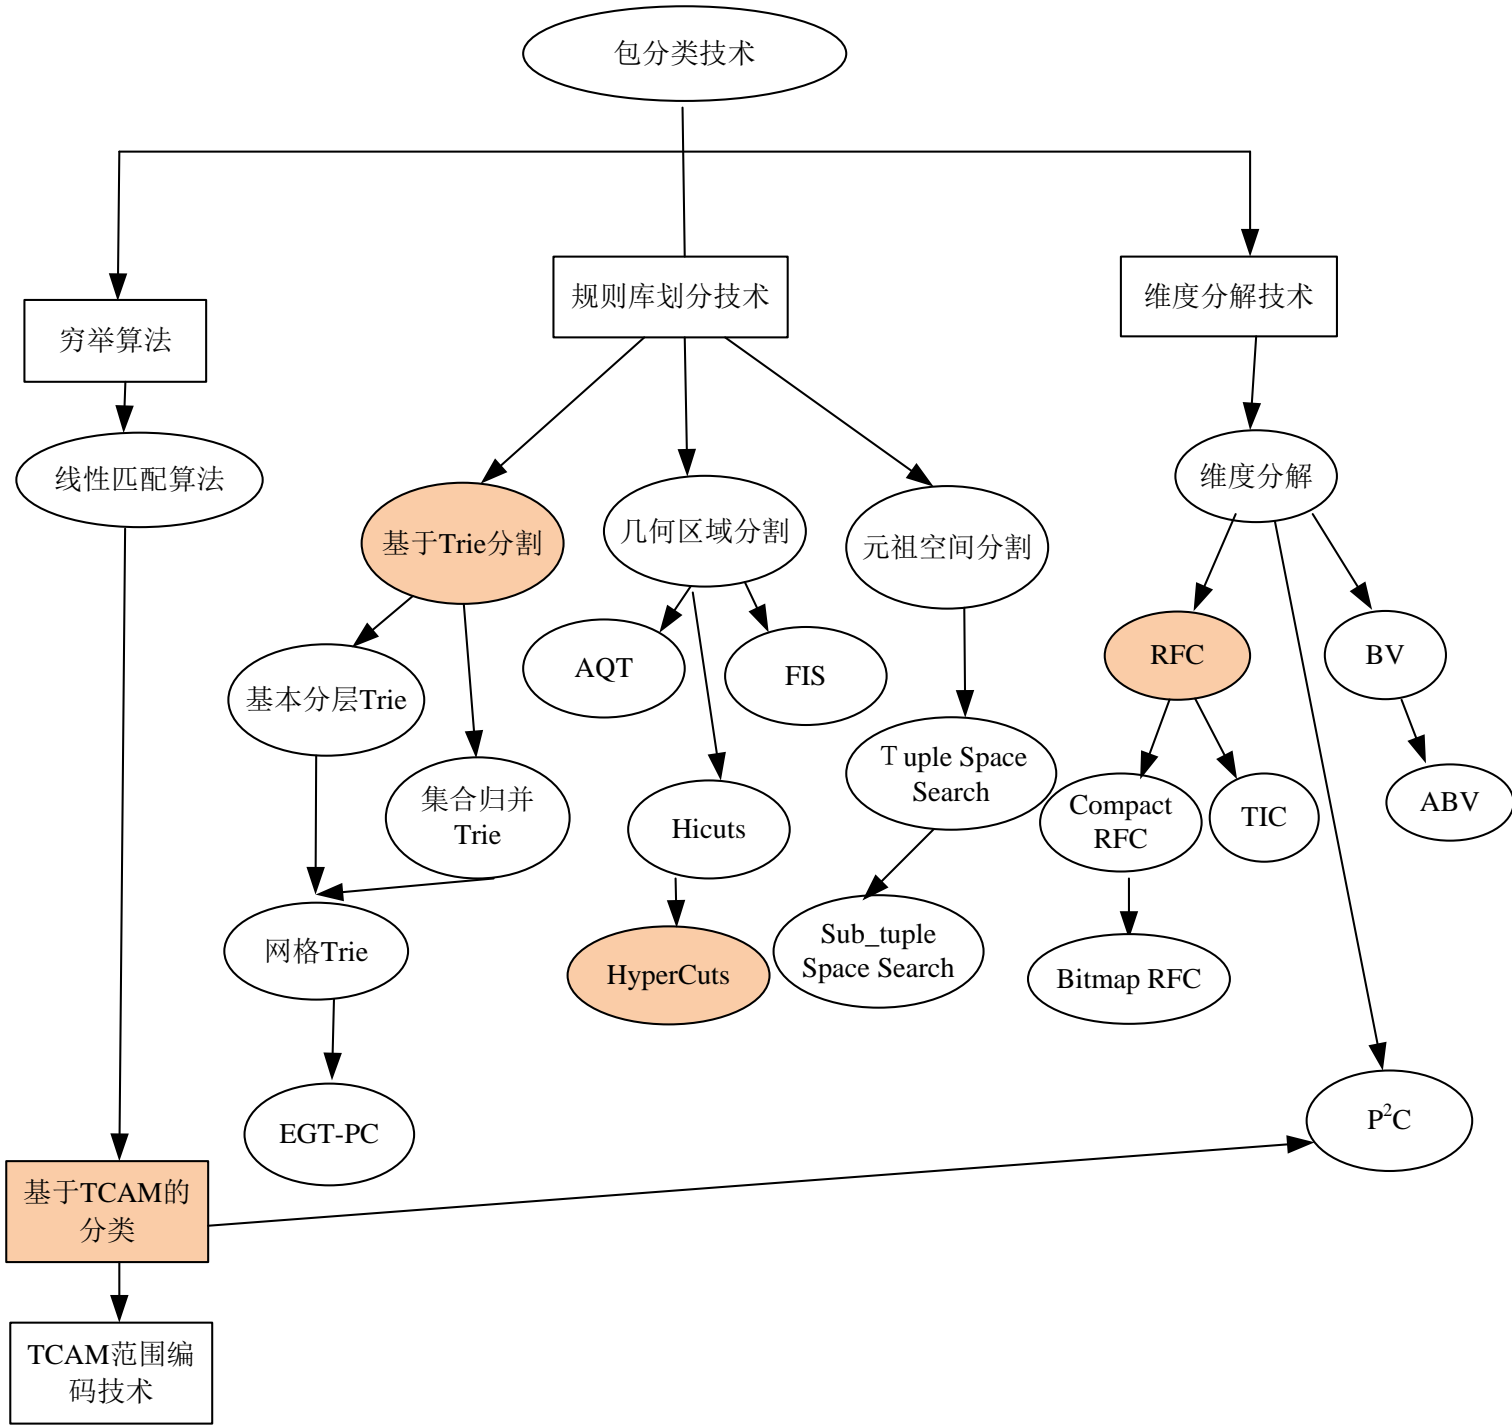 包分类技术
规则库划分技术
维度分解技术
穷举算法
线性匹配算法
维度分解
基于Trie分割
几何区域分割
元祖空间分割
AQT
FIS
RFC
BV
基本分层Trie
Tuple Space
Search
集合归并
Trie
Hicuts
Compact
RFC
TIC
ABV
网格Trie
HyperCuts
Sub_tuple
Space Search
Bitmap RFC
EGT-PC
P²C
基于TCAM的
分类
TCAM范围编
码技术